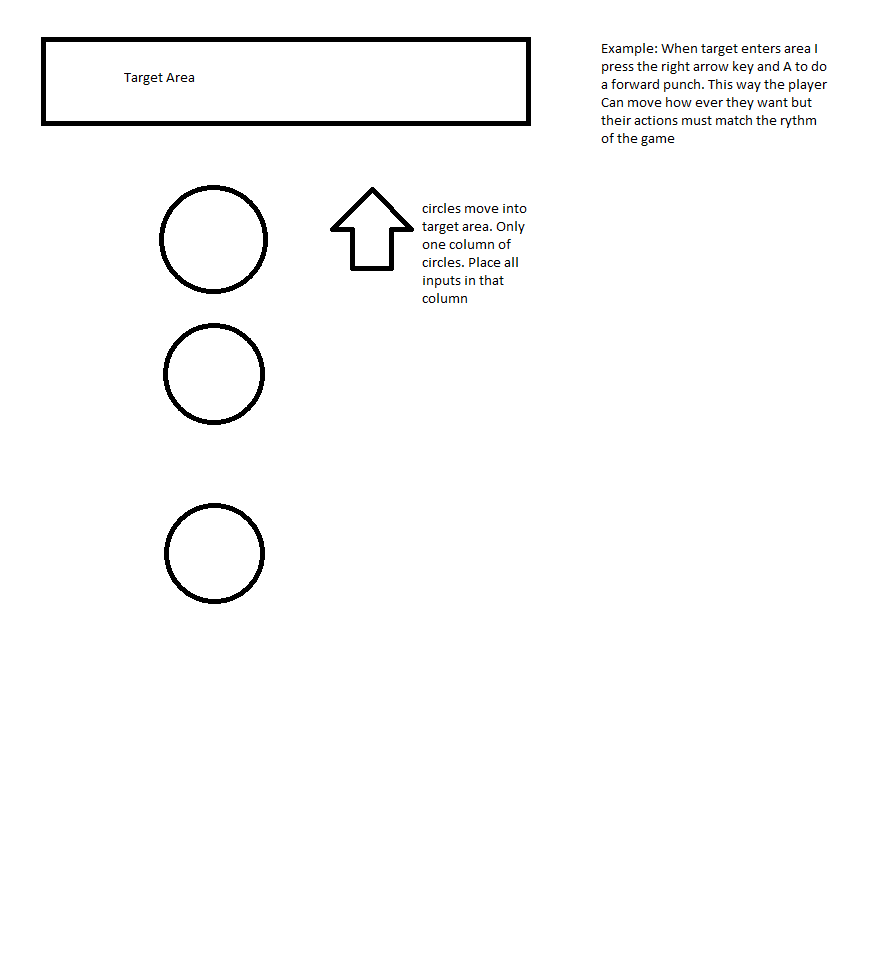 Target Area
Example: When target enters area I
press the right arrow key and A to do
a forward punch. This way the player
Can move how ever they want but
their actions must match the rythm
of the game
circles move into
target area. Only
one column of
circles. Place all
inputs in that
column